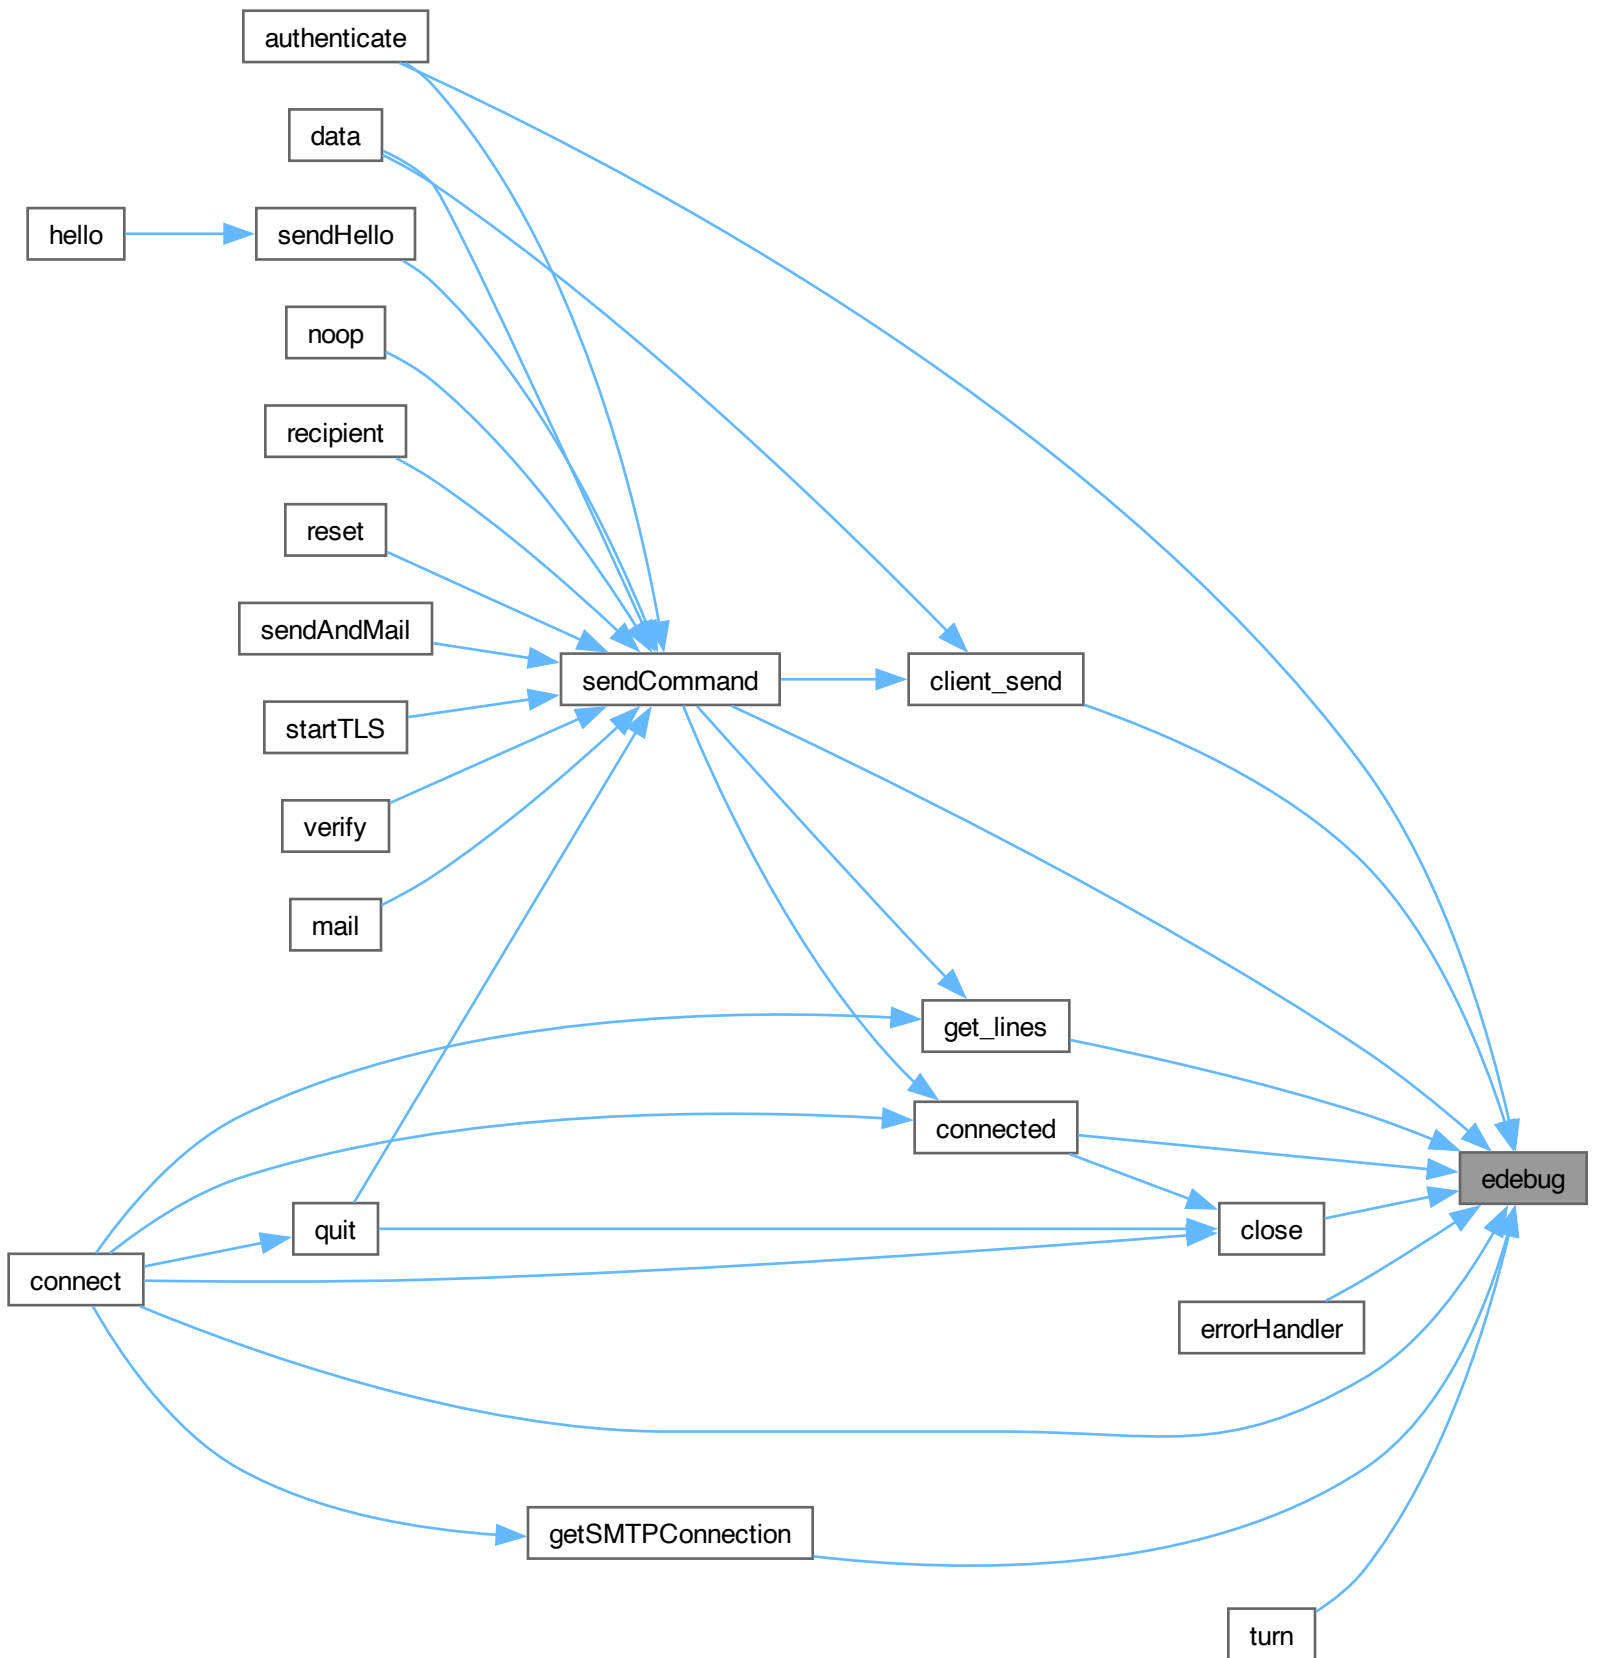 authenticate
data
hello
sendHello
noop
recipient
reset
sendAndMail
sendCommand
client_send
startTLS
verify
mail
get_lines
connected
edebug
quit
close
connect
errorHandler
getSMTPConnection
turn